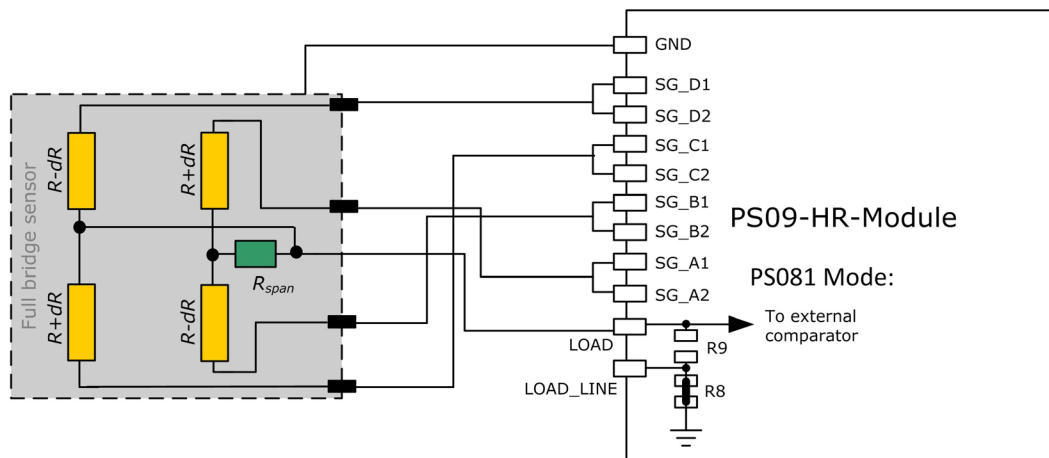 GND
SG_D1
SG_D2
SG_C1
SG_C2
SG_B1
SG_B2
SG_A1
SG_A2
LOAD
LOAD_LINE
PS09-HR-Module
PS081 Mode:
To external
comparator
R9
R8
Full bridge sensor
R-dR
R+dR
R+dR
R-dR
Rspan